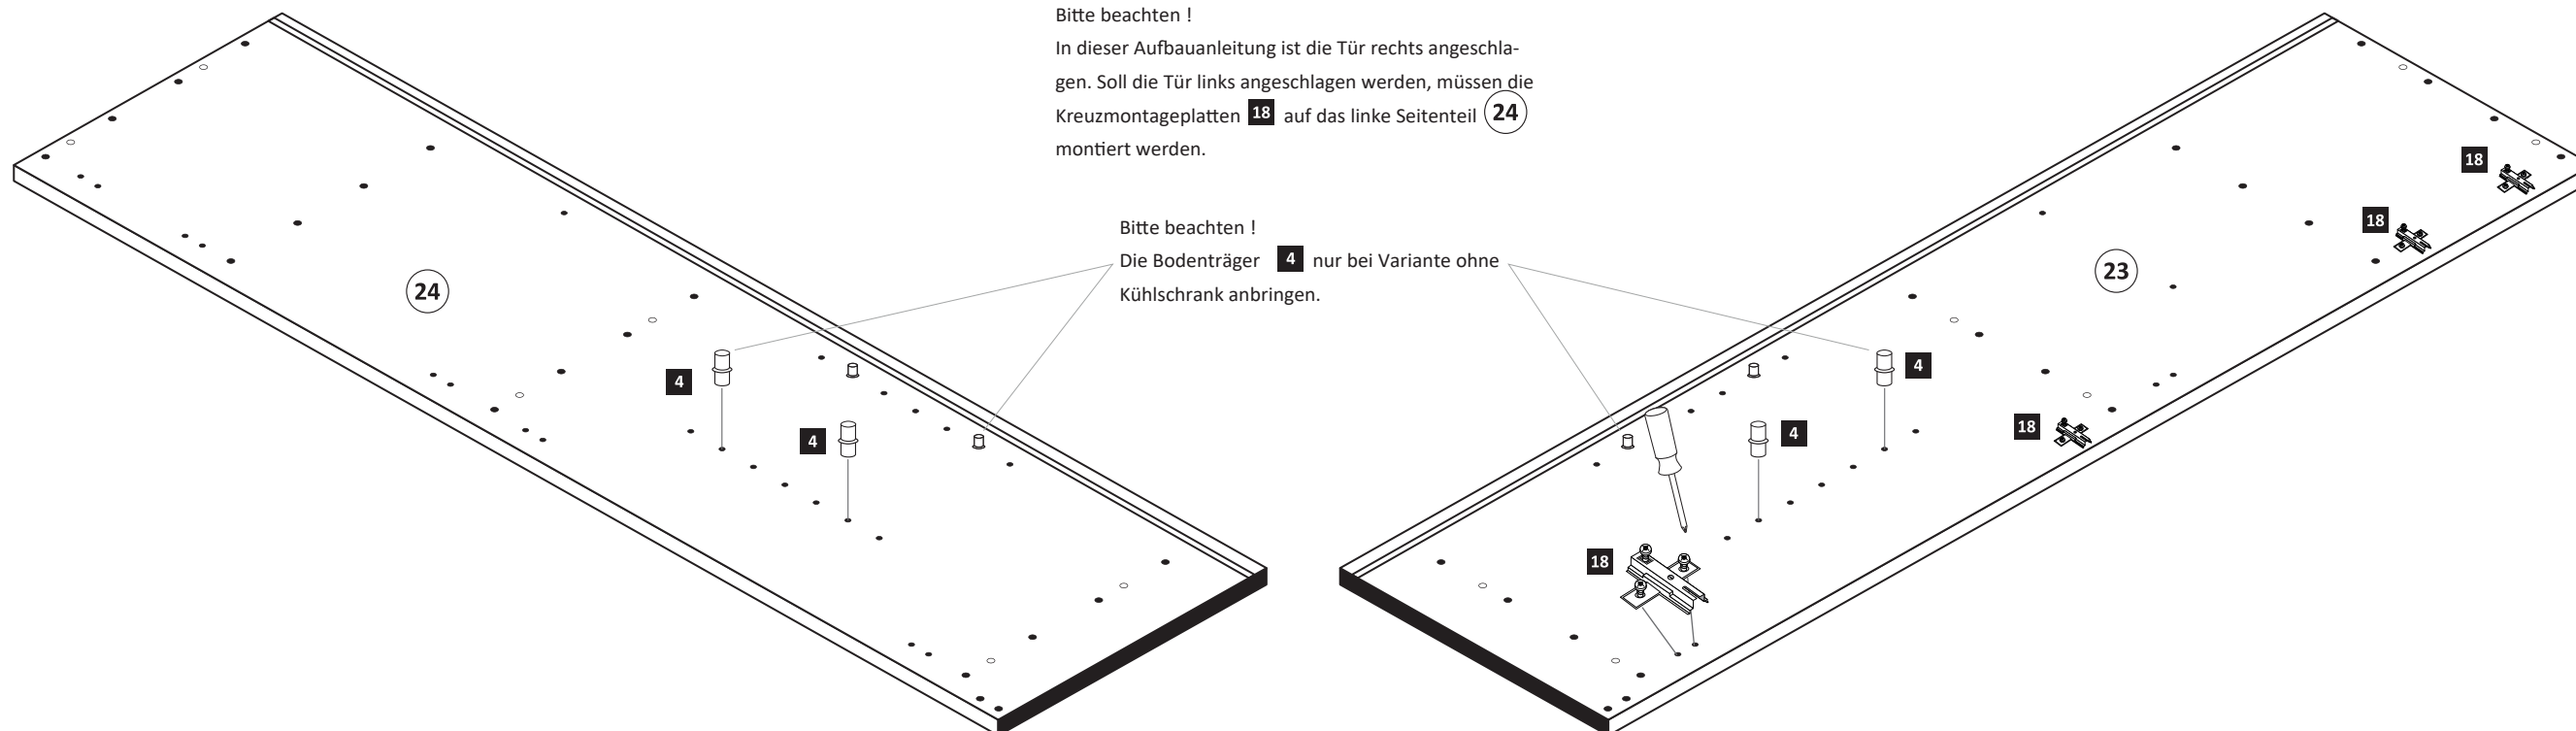 Bitte beachten !
In dieser Aufbauanleitung ist die Tür rechts angeschla-
gen. Soll die Tür links angeschlagen werden, müssen die
Kreuzmontageplatten 18 auf das linke Seitenteil 24
montiert werden.
Bitte beachten !
Die Bodenträger 4 nur bei Variante ohne
Kühlschrank anbringen.
24
4
4
23
18
18
18
4
4
18